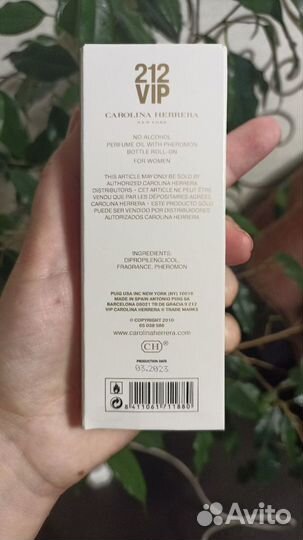 212
VIP
CAROLINA HERRERA
NEW YORK
NO ALCOHOL
PERFUME OIL WITH PHEROMON
BOTTLE ROLL-ON
FOR WOMEN
THIS ARTICLE MAY ONLY BE SOLD BY
AUTHORIZED CAROLINA HERRERA
DISTRIBUTORS - CET ARTICLE NE PEUT ÊTRE
VENDU QUE PAR LES DÉPOSITAIRES AGRÉES
CAROLINA HERRERA - ESTE PRODUCTO SÓLO
PUEDE SER VENDIDO POR DISTRIBUIDORES
AUTORIZADOS CAROLINA HERRERA
INGREDIENTS:
DIPROPILENGLICOL,
FRAGRANCE, PHEROMON
PUIG USA INC NEW YORK (NY) 10019
MADE IN SPAIN ANTONIO PUIG SA
BARCELONA 08021 TR DE GRACIA 9 212
VIP CAROLINA HERRERA ® TRADE MARKS
© COPYRIGHT 2010
65 038 586
www.carolinaherrera.com
CH
PRODUCTION DATE
03.2023
8 411061 711880
Avito